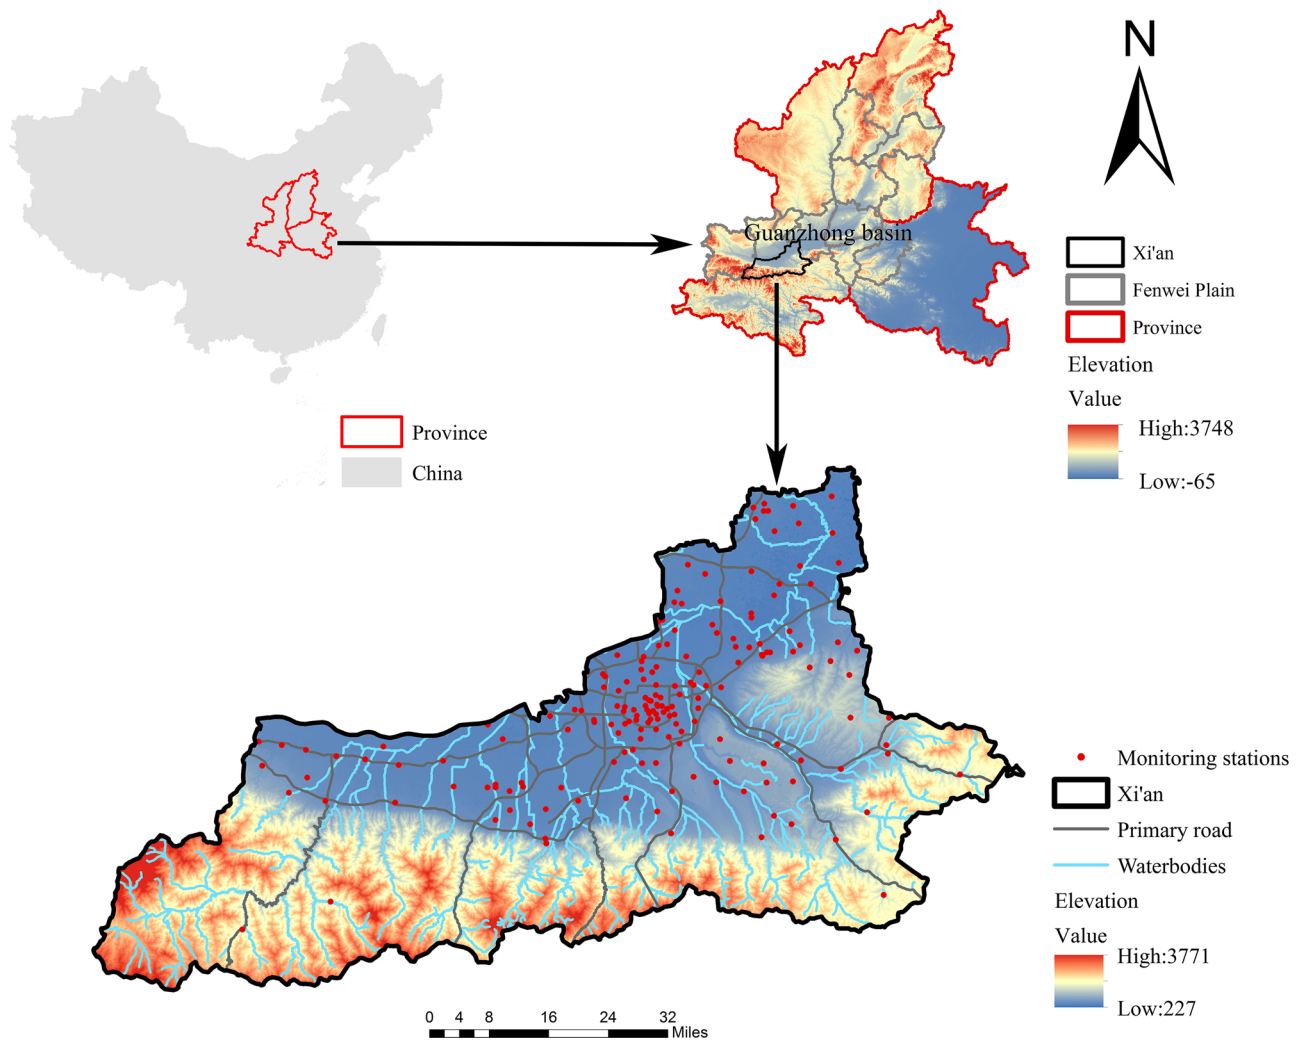 N
Guanzhong basin
Xi'an
Fenwei Plain
Province
Elevation
Value
High:3748
Low:-65
Province
China
Monitoring stations
Xi'an
Primary road
Waterbodies
Elevation
Value
High:3771
Low:227
0 4 8 16 24 32
Miles